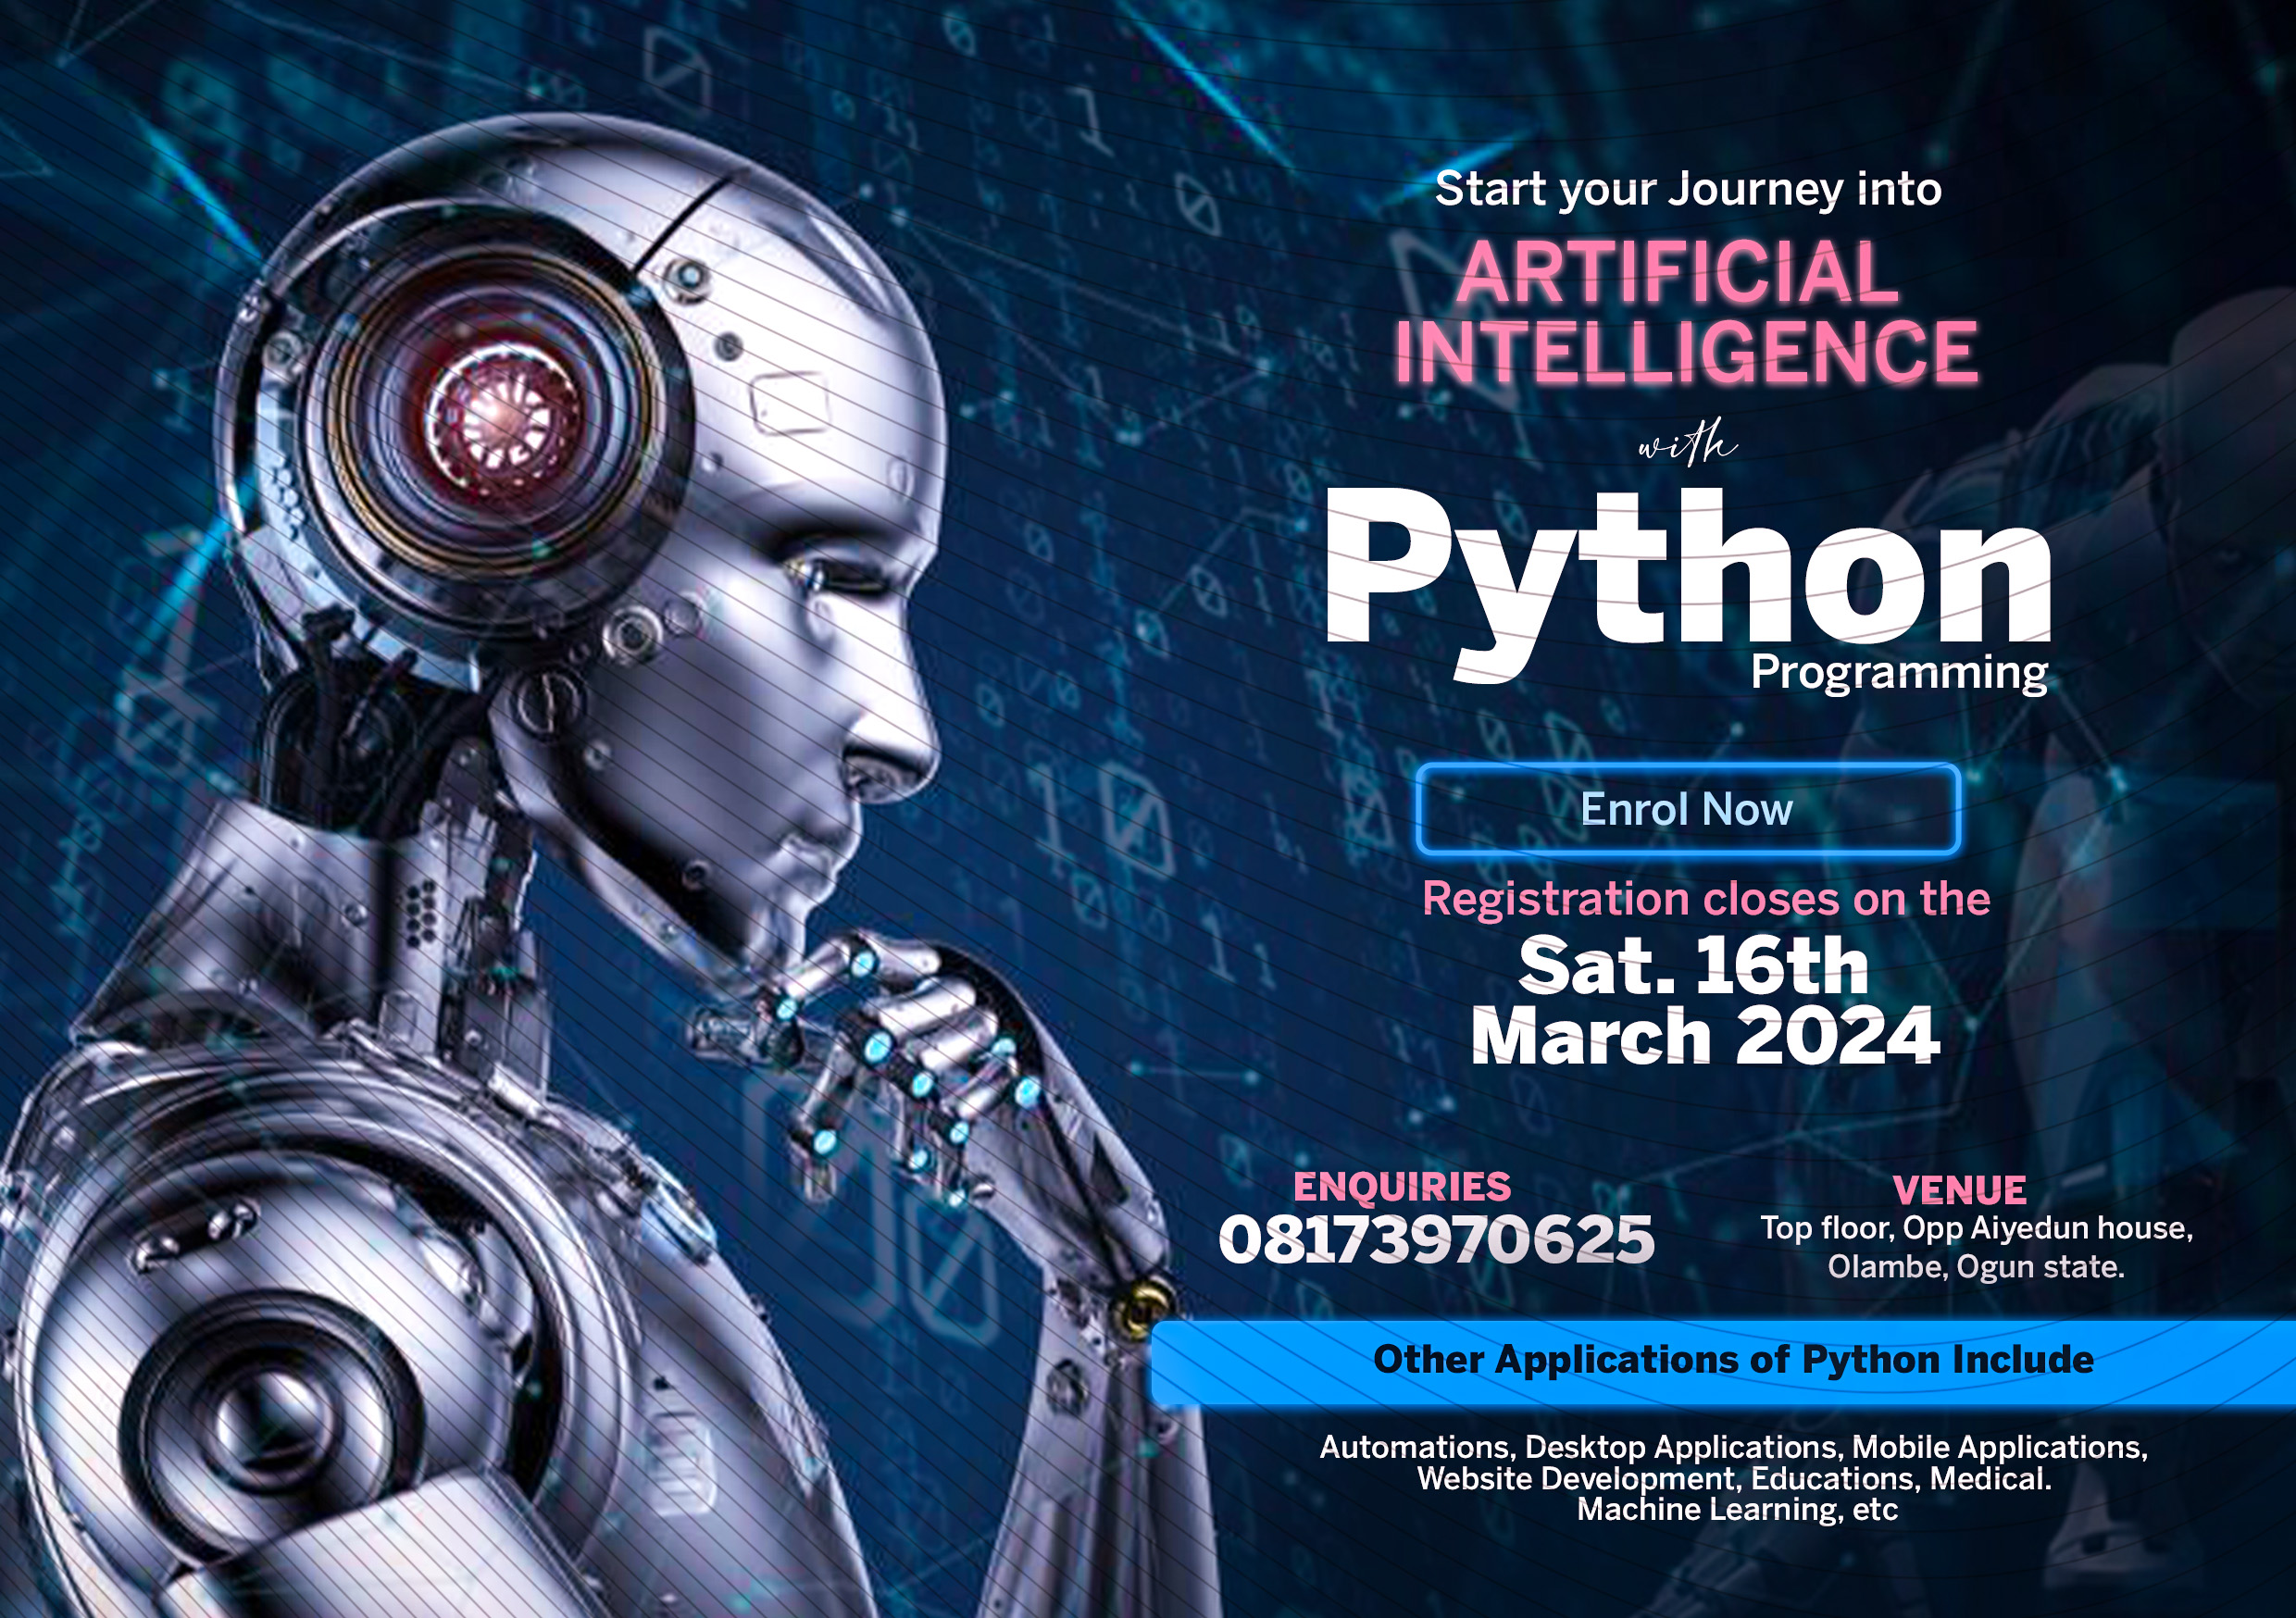 Start your Journey into
ARTIFICIAL
INTELLIGENCE
with
Python
Programming
Enrol Now
Registration closes on the
Sat. 16th
March 2024
ENQUIRIES
08173970625
VENUE
Top floor, Opp Aiyedun house,
Olambe, Ogun state.
Other Applications of Python Include
Automations, Desktop Applications, Mobile Applications,
Website Development, Educations, Medical.
Machine Learning, etc